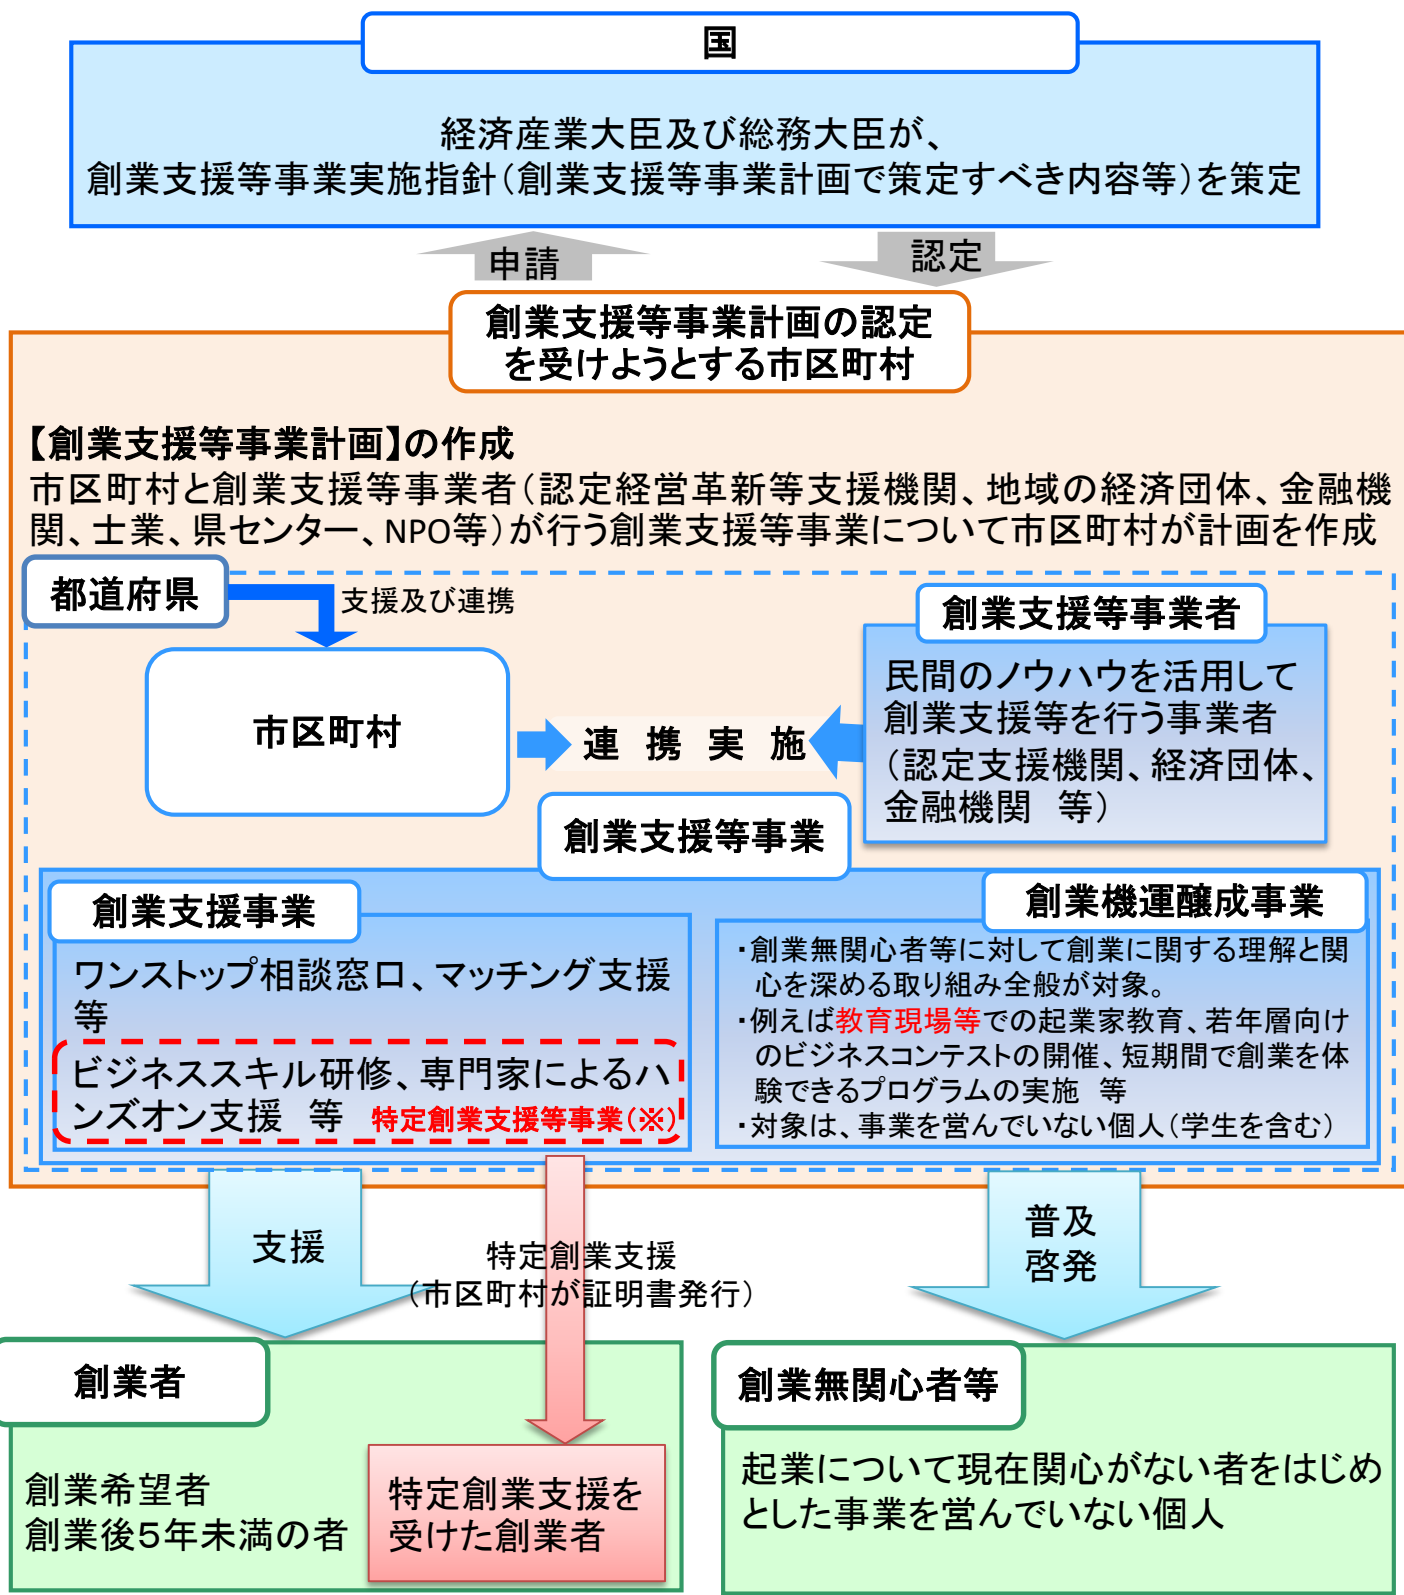 国
経済産業大臣及び総務大臣が、
創業支援等事業実施指針（創業支援等事業計画で策定すべき内容等）を策定
申請
認定
創業支援等事業計画の認定
を受けようとする市区町村
【創業支援等事業計画】の作成
市区町村と創業支援等事業者（認定経営革新等支援機関、地域の経済団体、金融機
関、士業、県センター、NPO等）が行う創業支援等事業について市区町村が計画を作成
都道府県
支援及び連携
市区町村
連携実施
創業支援等事業者
民間のノウハウを活用して
創業支援等を行う事業者
（認定支援機関、経済団体、
金融機関　等）
創業支援等事業
創業支援事業
ワンストップ相談窓口、マッチング支援
等
ビジネススキル研修、専門家によるハ
ンズオン支援　等　特定創業支援等事業（※）
創業機運醸成事業
・創業無関心者等に対して創業に関する理解と関
心を深める取り組み全般が対象。
・例えば教育現場等での起業家教育、若年層向け
のビジネスコンテストの開催、短期間で創業を体
験できるプログラムの実施　等
・対象は、事業を営んでいない個人（学生を含む）
支援
特定創業支援
（市区町村が証明書発行）
普及
啓発
創業者
創業希望者
創業後５年未満の者
特定創業支援を
受けた創業者
創業無関心者等
起業について現在関心がない者をはじめ
とした事業を営んでいない個人